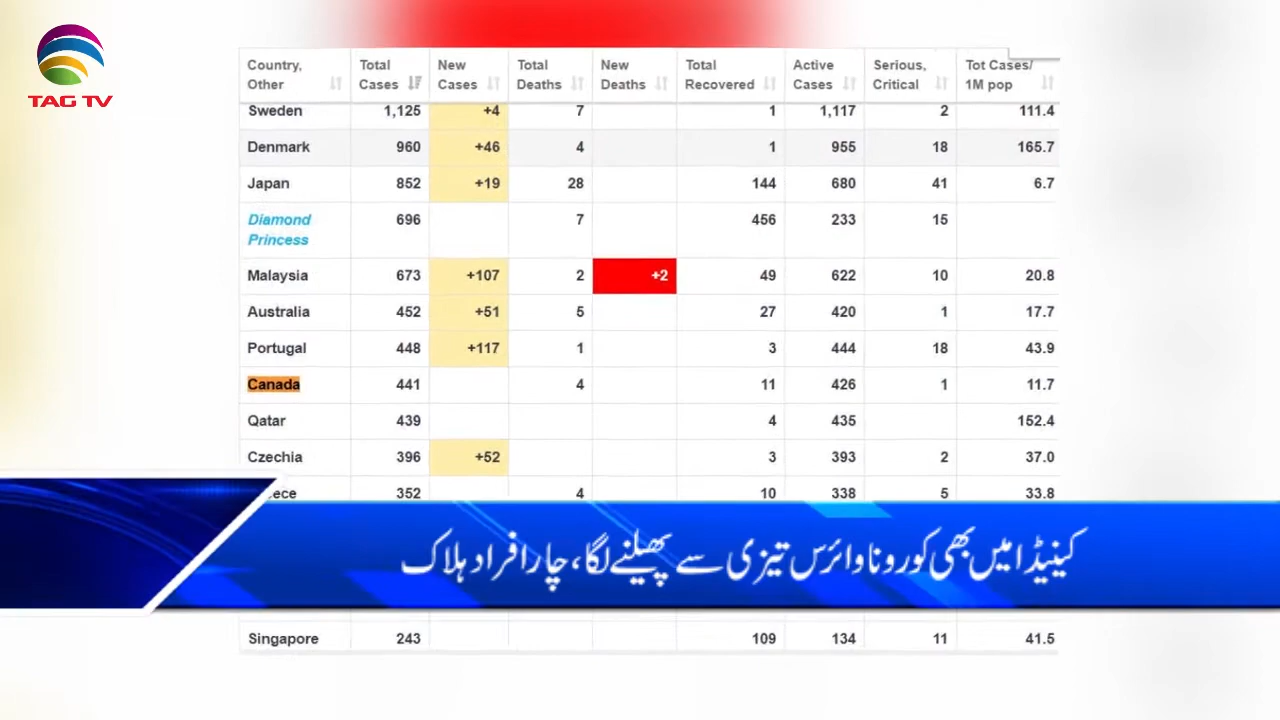 TAG TV
Country, Other Total Cases New Cases Total Deaths New Deaths Total Recovered Active Cases Serious, Critical Tot Cases/ 1M pop
Sweden 1,125 +4 7 1 1,117 2 111.4
Denmark 960 +46 4 1 955 18 165.7
Japan 852 +19 28 144 680 41 6.7
Diamond Princess 696 7 456 233 15
Malaysia 673 +107 2 +2 49 622 10 20.8
Australia 452 +51 5 27 420 1 17.7
Portugal 448 +117 1 3 444 18 43.9
Canada 441 4 11 426 1 11.7
Qatar 439 4 435 152.4
Czechia 396 +52 3 393 2 37.0
ece 352 4 10 338 5 33.8
کینیڈا میں بھی کورونا وائرس تیزی سے پھیلنے لگا، چار افراد ہلاک
Singapore 243 109 134 11 41.5